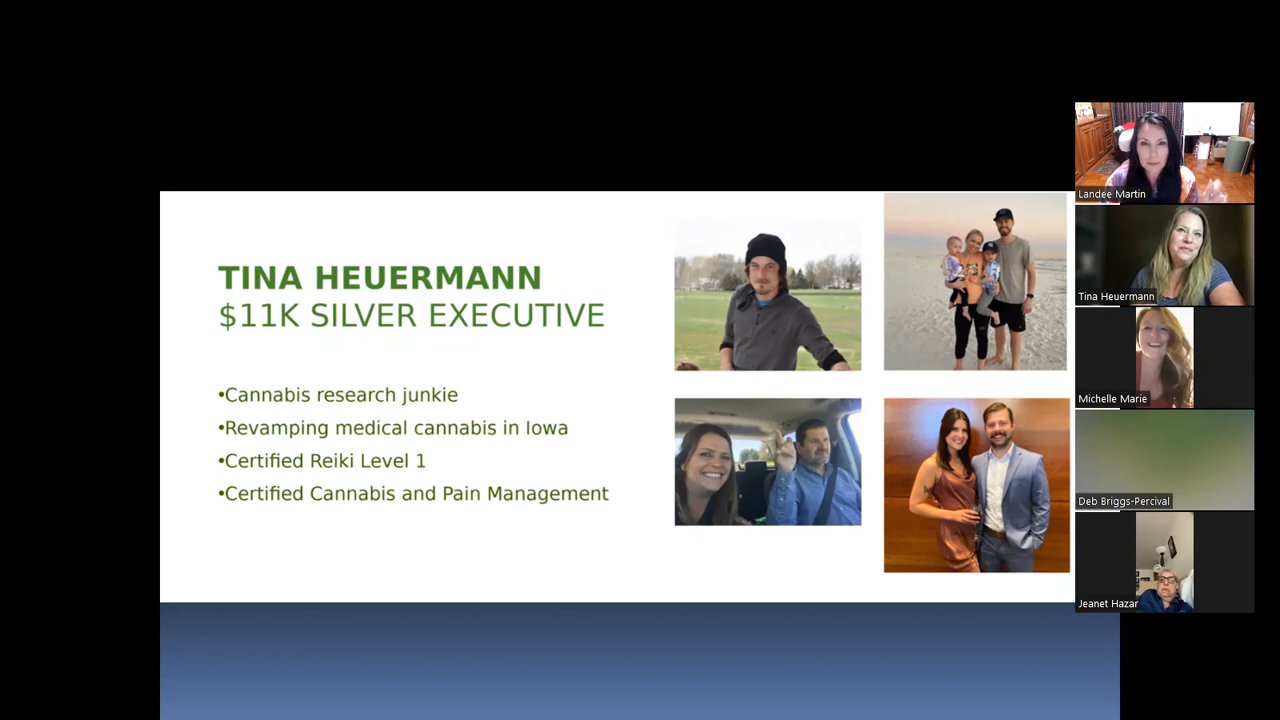 TINA HEUERMANN
$11K SILVER EXECUTIVE
•Cannabis research junkie
•Revamping medical cannabis in Iowa
•Certified Reiki Level 1
•Certified Cannabis and Pain Management
Landee Martin
Tina Heuermann
Michelle Marie
Deb Briggs-Percival
Jeanet Hazar